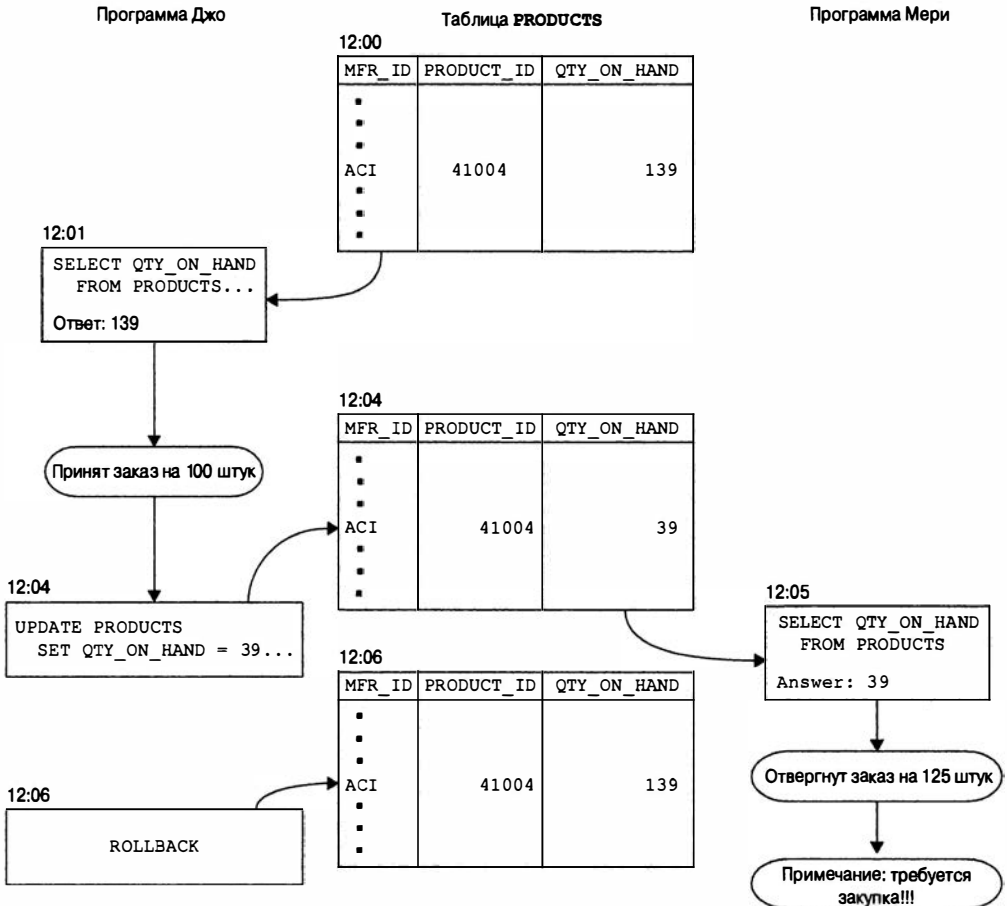 Программа Джо
Таблица PRODUCTS
Программа Мери
12:00
MFR_ID PRODUCT_ID QTY_ON_HAND
ACI 41004 139
12:01
SELECT QTY_ON_HAND
FROM PRODUCTS...
Ответ: 139
Принят заказ на 100 штук
12:04
MFR_ID PRODUCT_ID QTY_ON_HAND
ACI 41004 39
12:04
UPDATE PRODUCTS
SET QTY_ON_HAND = 39...
12:05
SELECT QTY_ON_HAND
FROM PRODUCTS
Answer: 39
12:06
MFR_ID PRODUCT_ID QTY_ON_HAND
ACI 41004 139
Отвергнут заказ на 125 штук
12:06
ROLLBACK
Примечание: требуется
закупка!!!